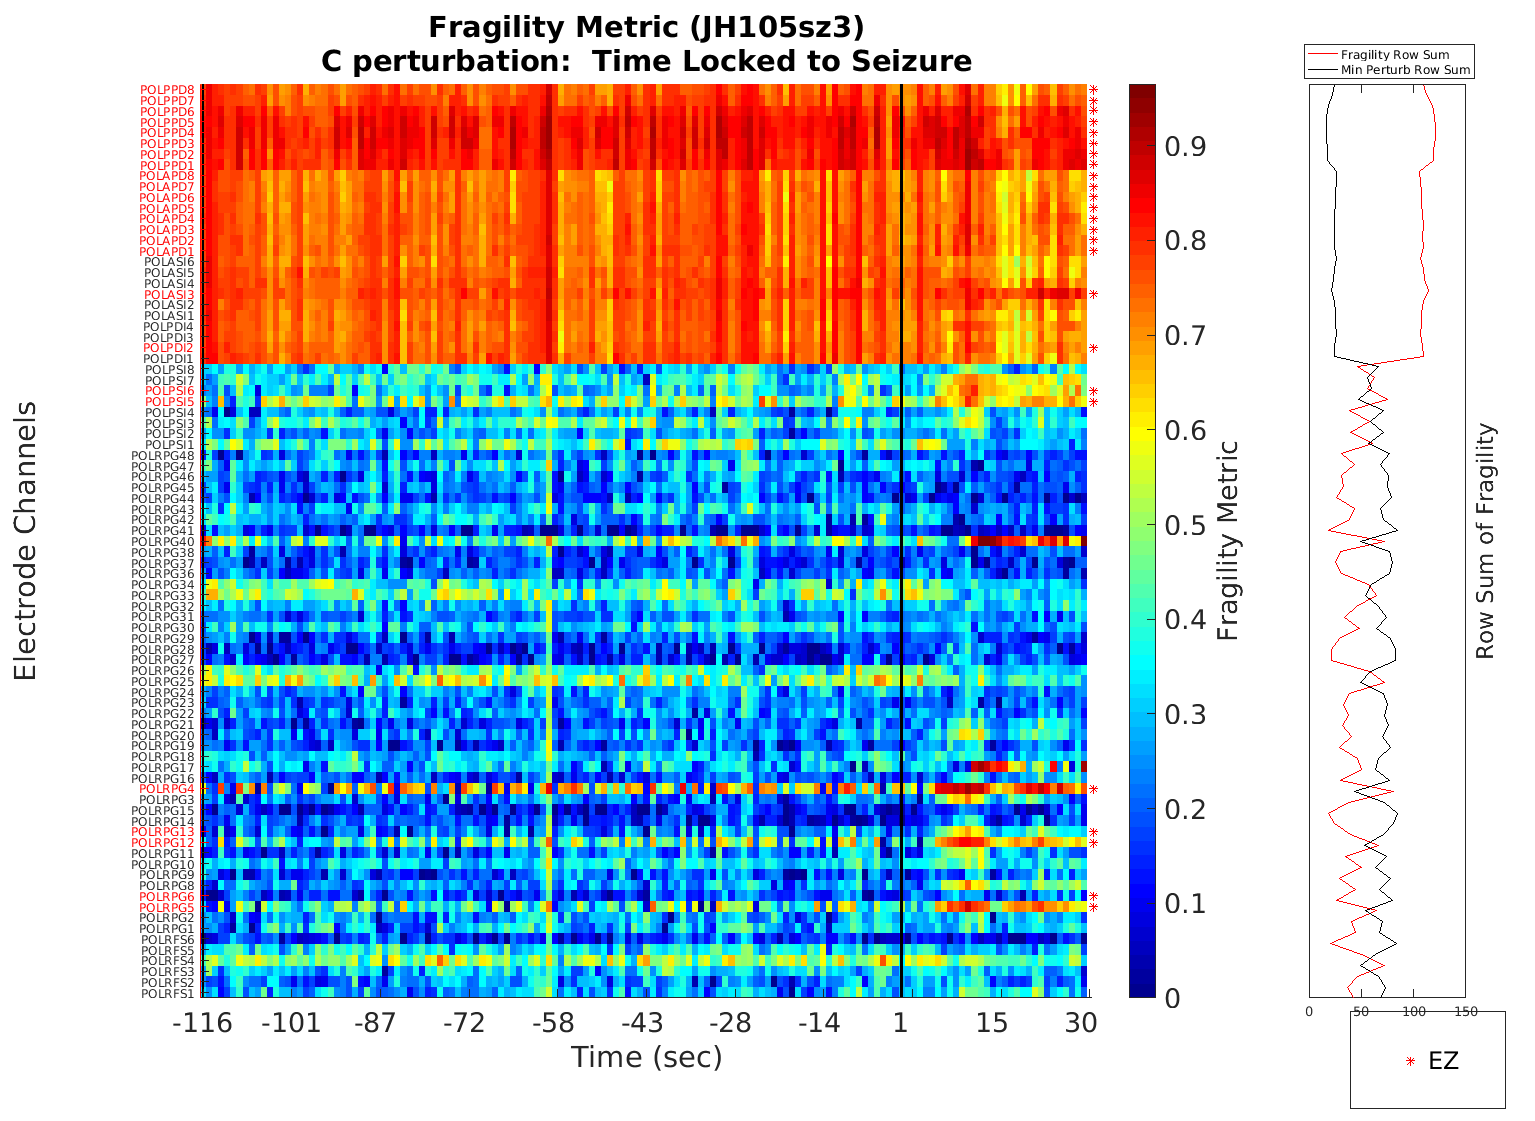 Fragility Metric (JH105sz3)
C perturbation:  Time Locked to Seizure
Electrode Channels
POLPPD8
POLPPD7
POLPPD6
POLPPD5
POLPPD4
POLPPD3
POLPPD2
POLPPD1
POLAPD8
POLAPD7
POLAPD6
POLAPD5
POLAPD4
POLAPD3
POLAPD2
POLAPD1
POLASI6
POLASI5
POLASI4
POLASI3
POLASI2
POLASI1
POLPDI4
POLPDI3
POLPDI2
POLPDI1
POLPSI8
POLPSI7
POLPSI6
POLPSI5
POLPSI4
POLPSI3
POLPSI2
POLPSI1
POLRPG48
POLRPG47
POLRPG46
POLRPG45
POLRPG44
POLRPG43
POLRPG42
POLRPG41
POLRPG40
POLRPG38
POLRPG37
POLRPG36
POLRPG34
POLRPG33
POLRPG32
POLRPG31
POLRPG30
POLRPG29
POLRPG28
POLRPG27
POLRPG26
POLRPG25
POLRPG24
POLRPG23
POLRPG22
POLRPG21
POLRPG20
POLRPG19
POLRPG18
POLRPG17
POLRPG16
POLRPG4
POLRPG3
POLRPG15
POLRPG14
POLRPG13
POLRPG12
POLRPG11
POLRPG10
POLRPG9
POLRPG8
POLRPG6
POLRPG5
POLRPG2
POLRPG1
POLRFS6
POLRFS5
POLRFS4
POLRFS3
POLRFS2
POLRFS1
-116 -101 -87 -72 -58 -43 -28 -14 1 15 30
Time (sec)
0.9
0.8
0.7
0.6
0.5
0.4
0.3
0.2
0.1
0
Fragility Metric
Fragility Row Sum
Min Perturb Row Sum
0 50 100 150
Row Sum of Fragility
EZ